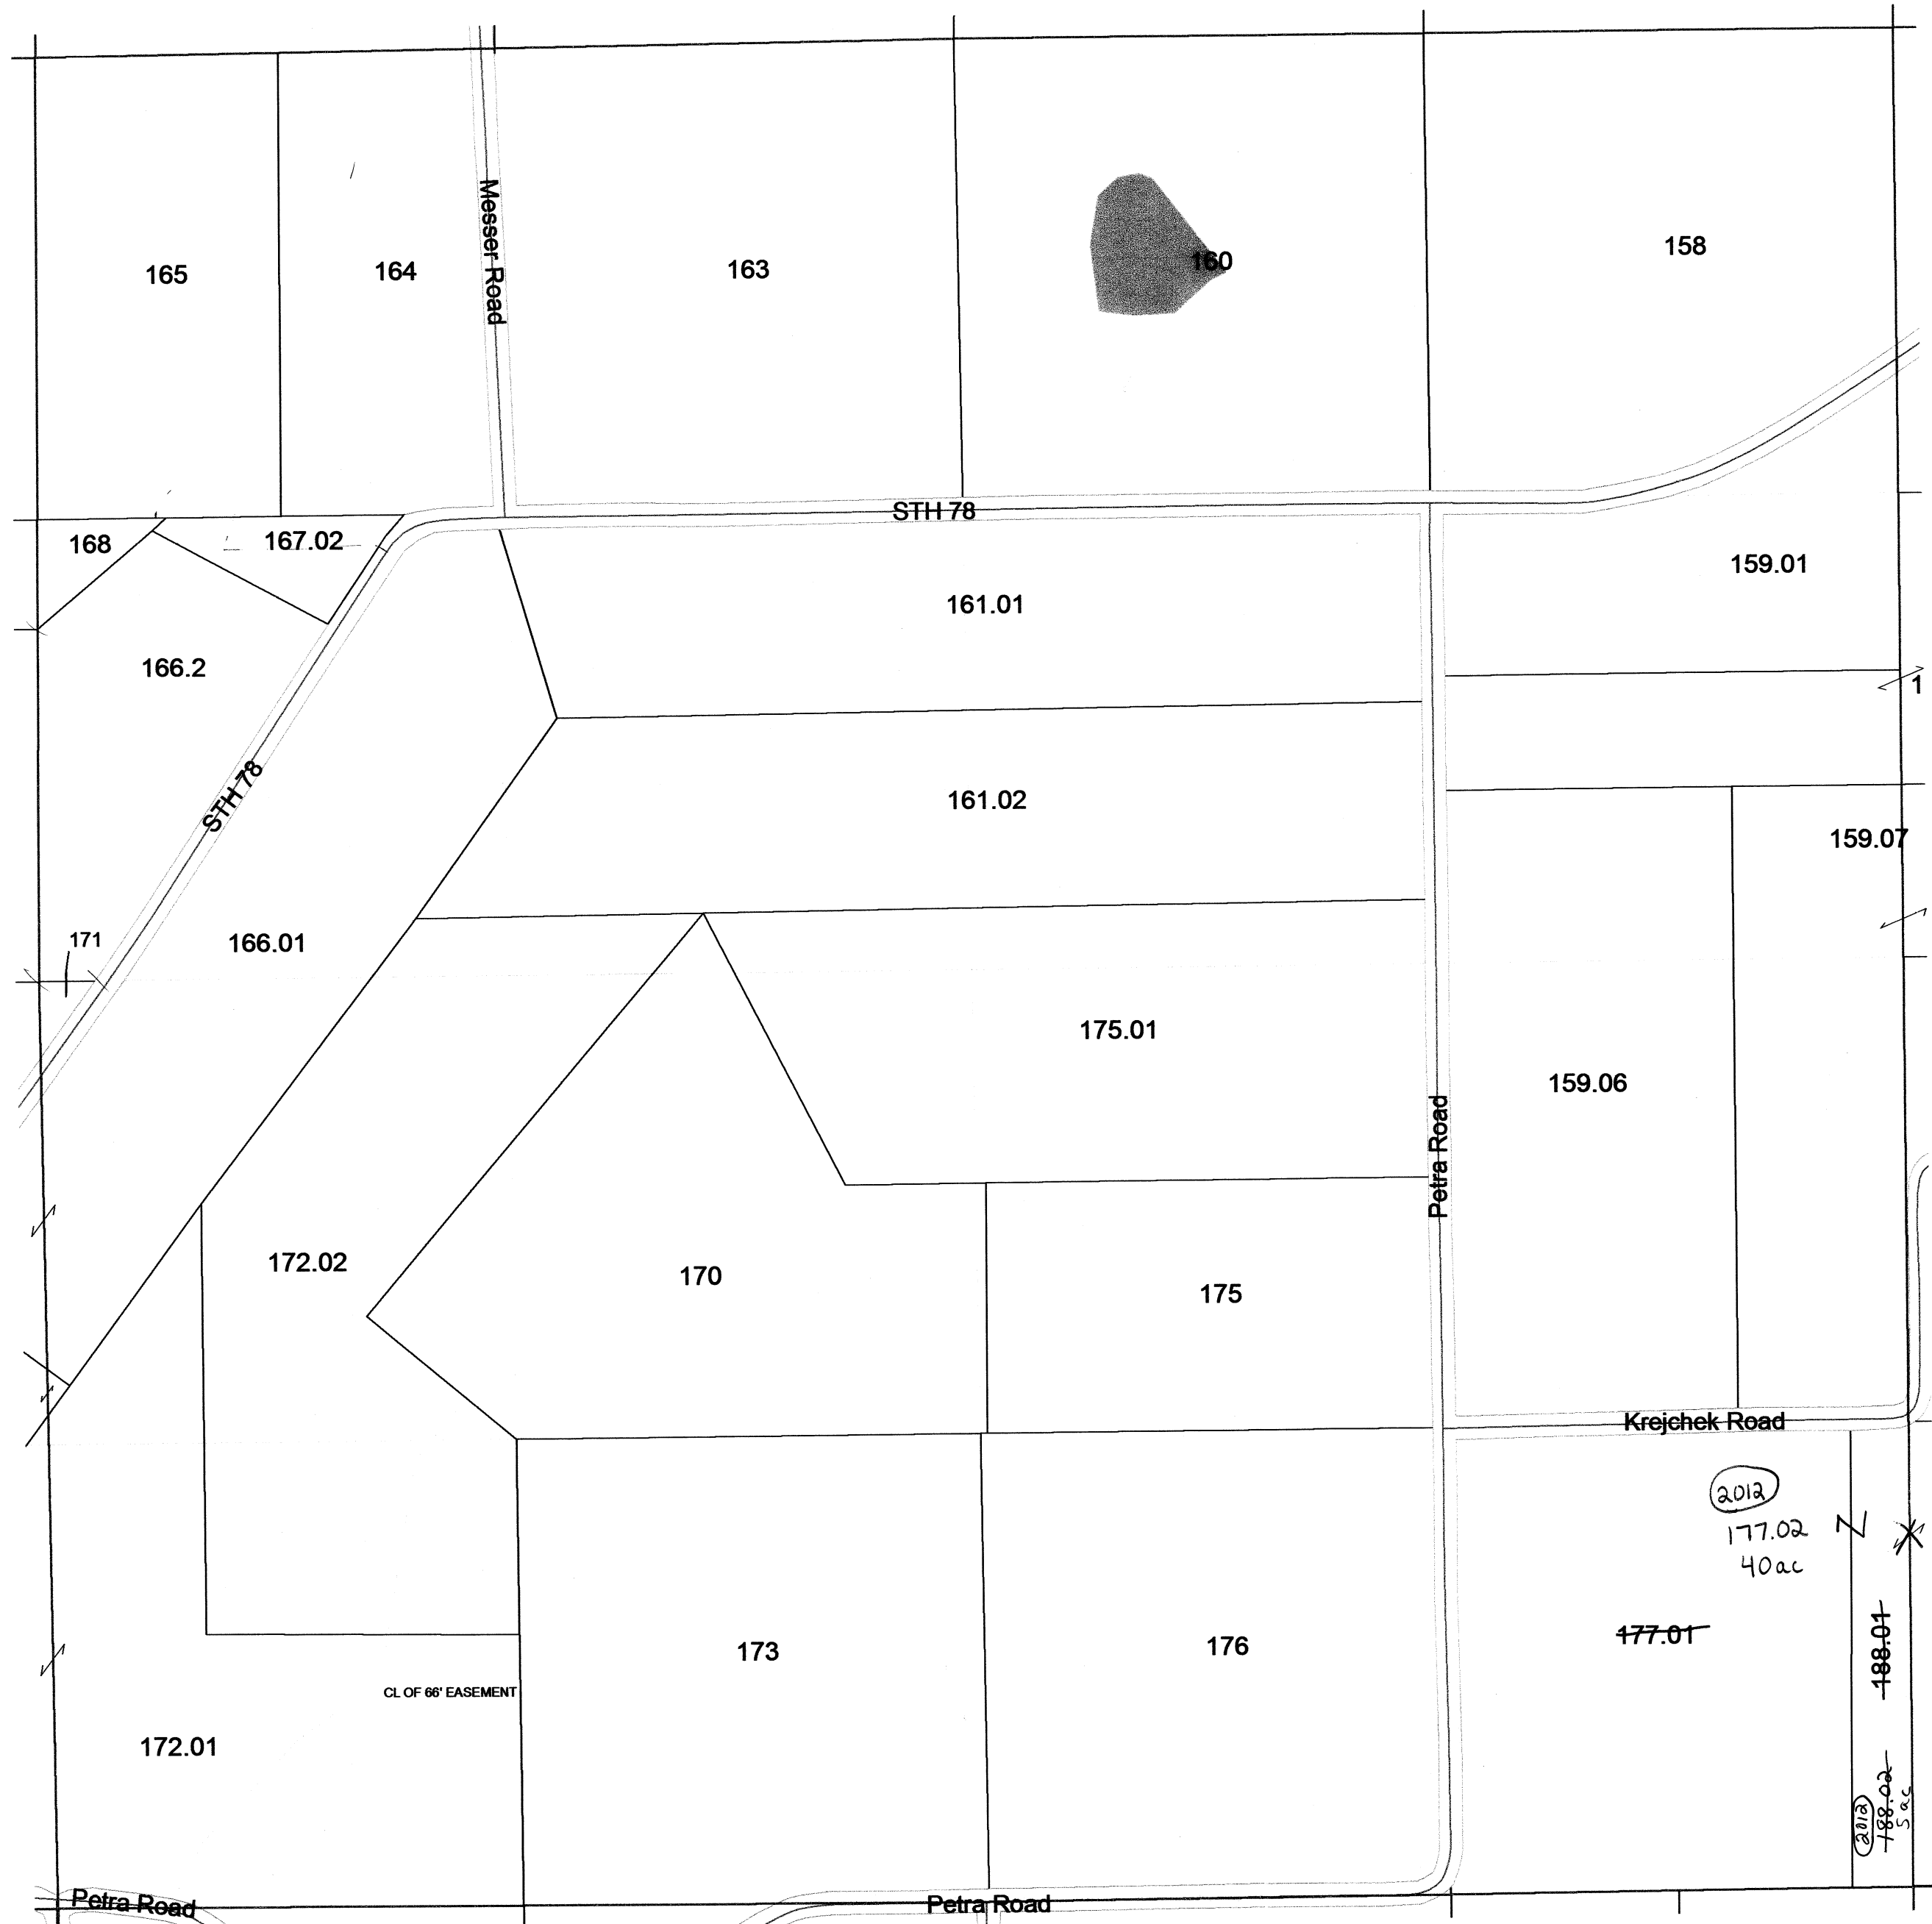 Messer Road
165
164
163
160
158
STH 78
168
167.02
159.01
161.01
166.2
1
STH 78
161.02
159.07
171
166.01
175.01
159.06
Petra Road
172.02
170
175
Krejchek Road
2012
177.02
40ac
177.01
188.01
173
176
CL OF 66' EASEMENT
172.01
2012
188.02
5ac
Petra Road
Petra Road